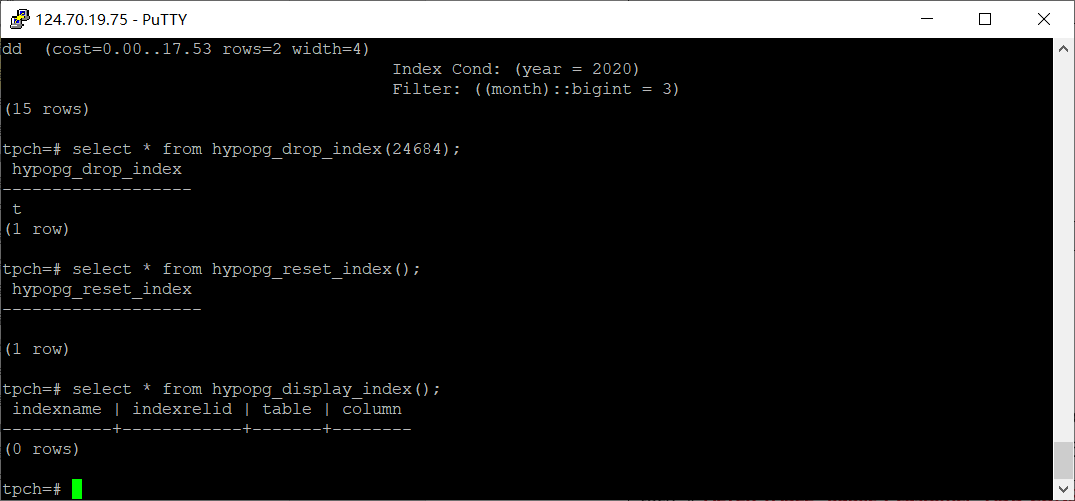 124.70.19.75 - PuTTY
dd  (cost=0.00..17.53 rows=2 width=4)
Index Cond: (year = 2020)
Filter: ((month)::bigint = 3)
(15 rows)
tpch=# select * from hypopg_drop_index(24684);
hypopg_drop_index
-------------------
t
(1 row)
tpch=# select * from hypopg_reset_index();
hypopg_reset_index
--------------------
(1 row)
tpch=# select * from hypopg_display_index();
indexname | indexrelid | table | column
-----------+------------+-------+--------
(0 rows)
tpch=#